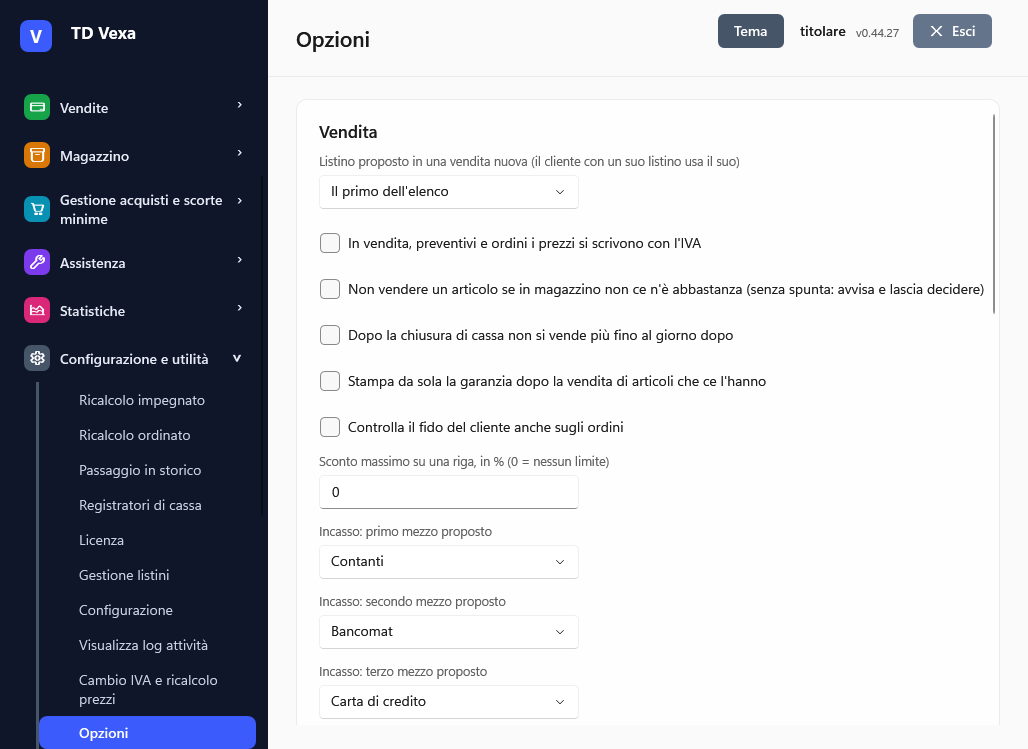 V
TD Vexa
Opzioni
Tema
titolare
v0.44.27
Esci
Vendite
Magazzino
Gestione acquisti e scorte
minime
Assistenza
Statistiche
Configurazione e utilità
Ricalcolo impegnato
Ricalcolo ordinato
Passaggio in storico
Registratori di cassa
Licenza
Gestione listini
Configurazione
Visualizza log attività
Cambio IVA e ricalcolo
prezzi
Opzioni
Vendita
Listino proposto in una vendita nuova (il cliente con un suo listino usa il suo)
Il primo dell'elenco
In vendita, preventivi e ordini i prezzi si scrivono con l'IVA
Non vendere un articolo se in magazzino non ce n'è abbastanza (senza spunta: avvisa e lascia decidere)
Dopo la chiusura di cassa non si vende più fino al giorno dopo
Stampa da sola la garanzia dopo la vendita di articoli che ce l'hanno
Controlla il fido del cliente anche sugli ordini
Sconto massimo su una riga, in % (0 = nessun limite)
0
Incasso: primo mezzo proposto
Contanti
Incasso: secondo mezzo proposto
Bancomat
Incasso: terzo mezzo proposto
Carta di credito